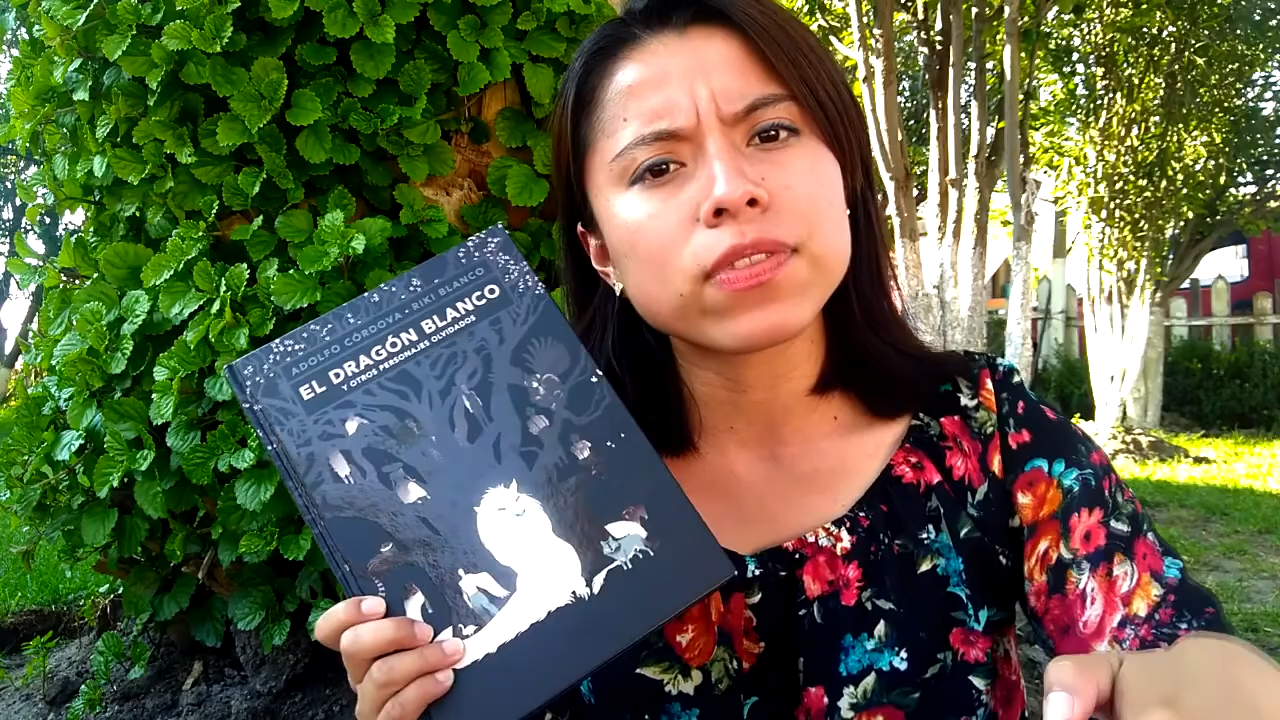 ADOLFO CÓRDOVA · RIKI BLANCO
EL DRAGÓN BLANCO
Y OTROS PERSONAJES OLVIDADOS